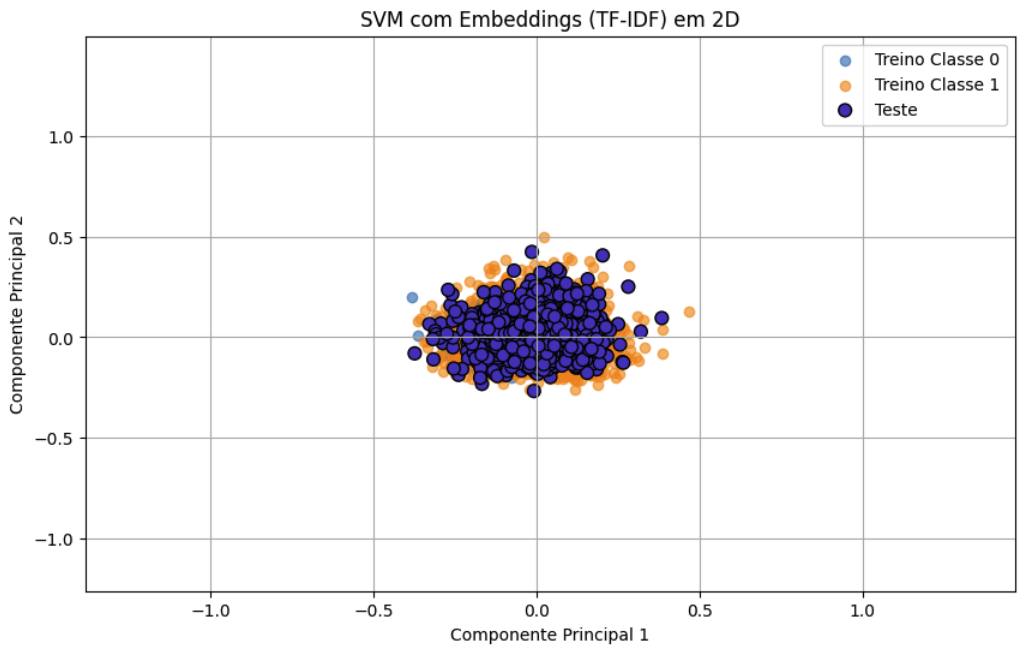 SVM com Embeddings (TF-IDF) em 2D
Treino Classe 0
Treino Classe 1
Teste
1.0
0.5
0.0
−0.5
−1.0
Componente Principal 2
−1.0 −0.5 0.0 0.5 1.0
Componente Principal 1